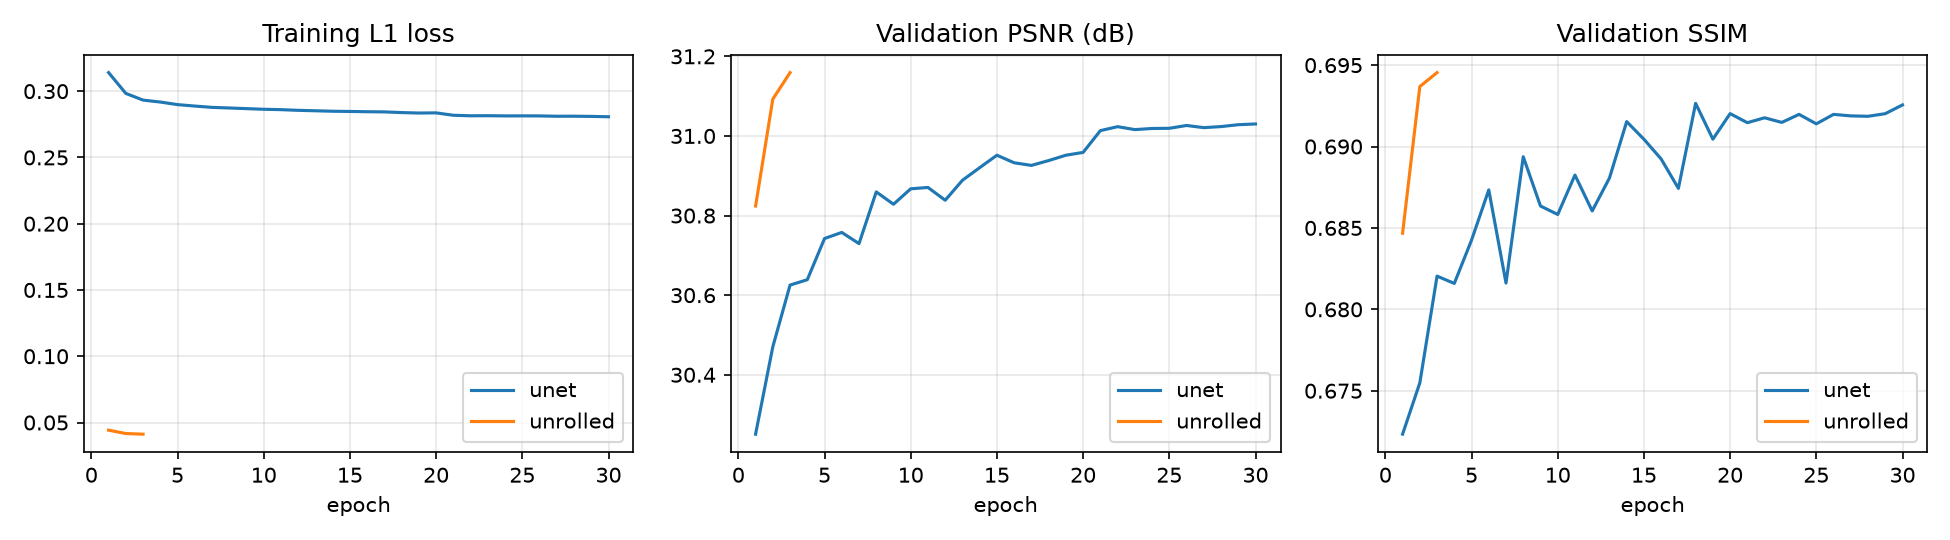 Training L1 loss
0.30
0.25
0.20
0.15
0.10
0.05
0 5 10 15 20 25 30
epoch
unet
unrolled
Validation PSNR (dB)
31.2
31.0
30.8
30.6
30.4
0 5 10 15 20 25 30
epoch
unet
unrolled
Validation SSIM
0.695
0.690
0.685
0.680
0.675
0 5 10 15 20 25 30
epoch
unet
unrolled